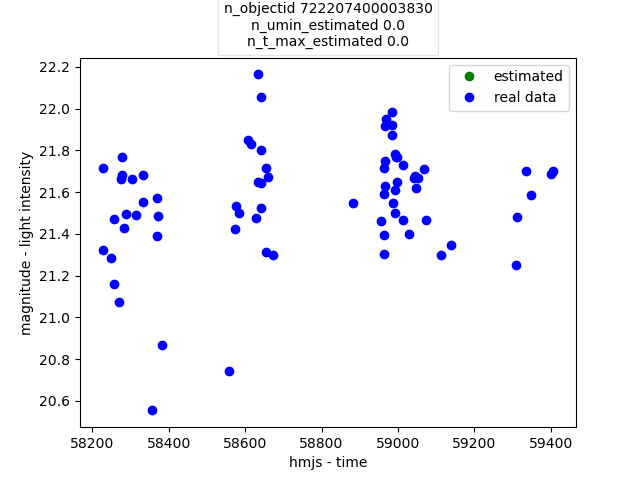 n_objectid 722207400003830
n_umin_estimated 0.0
n_t_max_estimated 0.0
estimated
real data
magnitude - light intensity
22.2
22.0
21.8
21.6
21.4
21.2
21.0
20.8
20.6
58200 58400 58600 58800 59000 59200 59400
hmjs - time